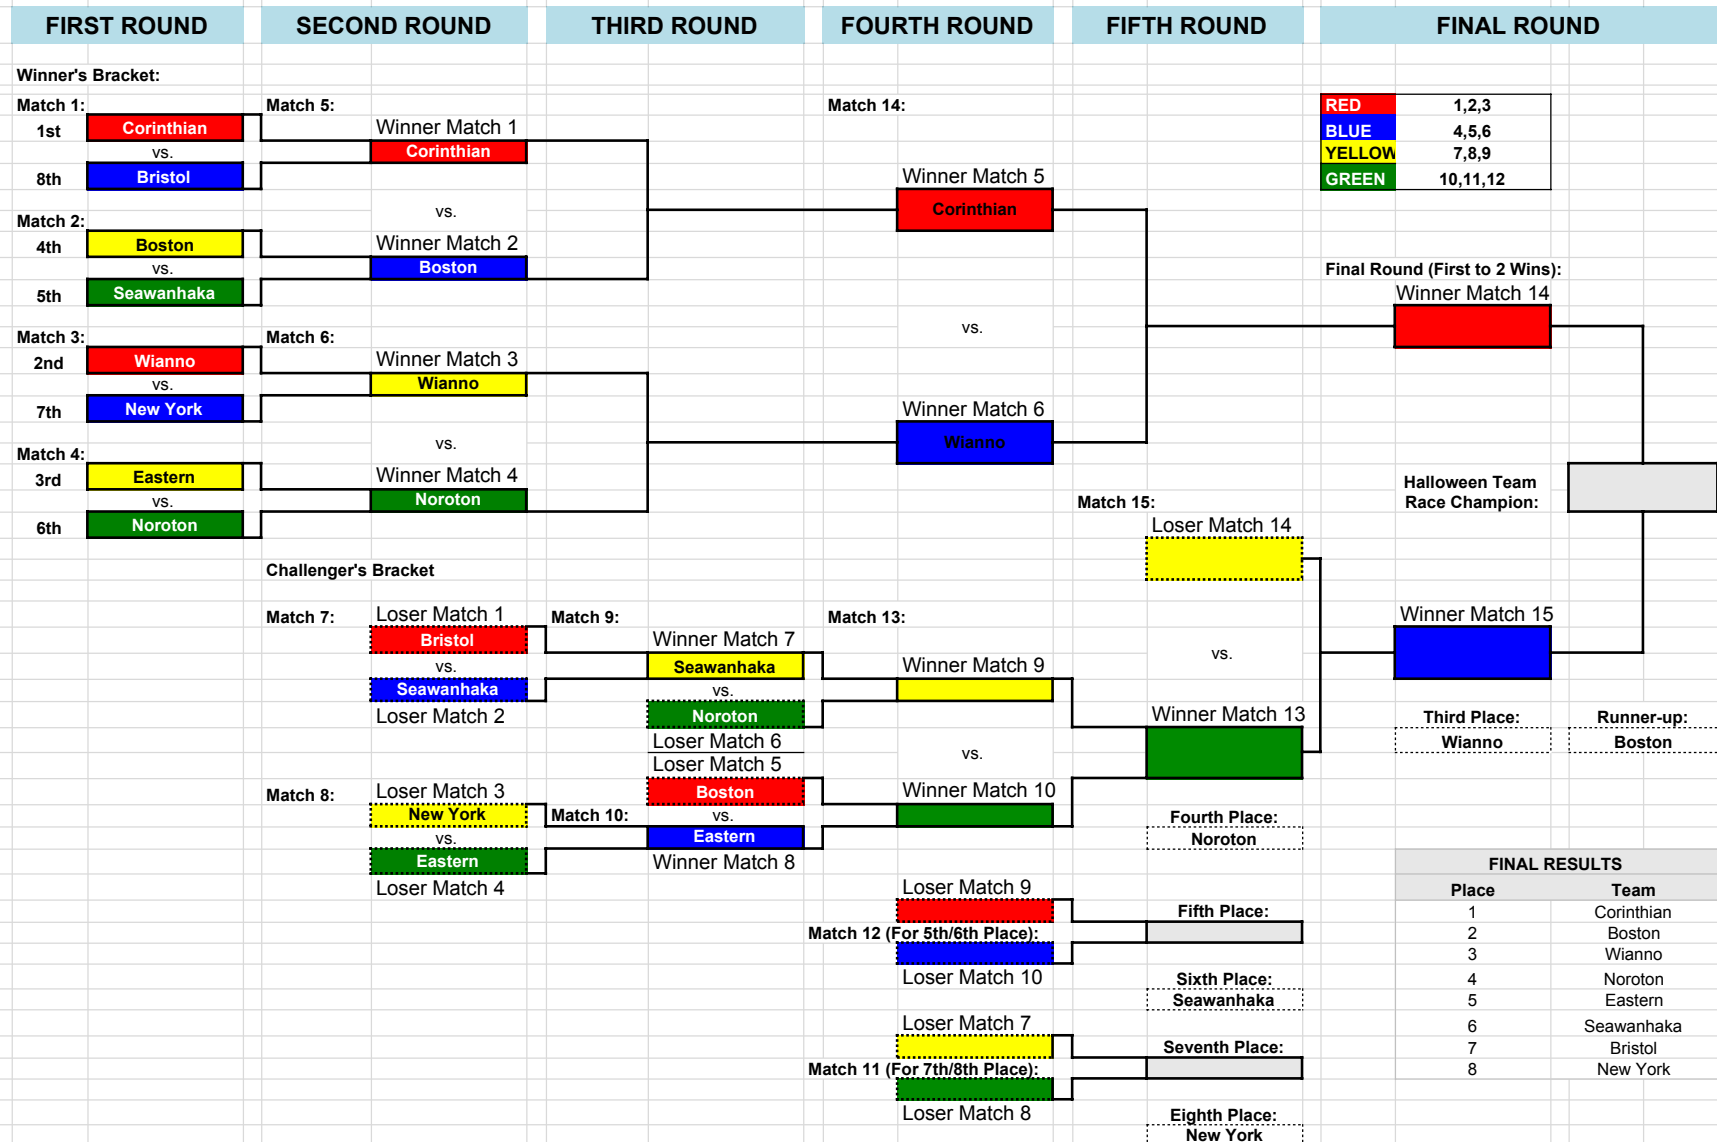 FIRST ROUND SECOND ROUND THIRD ROUND FOURTH ROUND FIFTH ROUND FINAL ROUND
Winner's Bracket:
Match 1:
1st Corinthian
vs.
8th Bristol
Match 2:
4th Boston
vs.
5th Seawanhaka
Match 3:
2nd Wianno
vs.
7th New York
Match 4:
3rd Eastern
vs.
6th Noroton
Match 5:
Winner Match 1
Corinthian
vs.
Winner Match 2
Boston
Match 6:
Winner Match 3
Wianno
vs.
Winner Match 4
Noroton
Match 14:
Winner Match 5
Corinthian
vs.
Winner Match 6
Wianno
RED 1,2,3
BLUE 4,5,6
YELLOW 7,8,9
GREEN 10,11,12
Final Round (First to 2 Wins):
Winner Match 14
Halloween Team
Race Champion:
Challenger's Bracket
Match 7:
Loser Match 1
Bristol
vs.
Seawanhaka
Loser Match 2
Match 8:
Loser Match 3
New York
vs.
Eastern
Loser Match 4
Match 9:
Winner Match 7
Seawanhaka
vs.
Noroton
Loser Match 6
Loser Match 5
Boston
Match 10:
vs.
Eastern
Winner Match 8
Match 13:
Winner Match 9
vs.
Winner Match 10
Match 15:
Loser Match 14
vs.
Winner Match 13
Winner Match 15
Third Place:
Wianno
Runner-up:
Boston
Fourth Place:
Noroton
Loser Match 9
Match 12 (For 5th/6th Place):
Loser Match 10
Fifth Place:
Sixth Place:
Seawanhaka
Loser Match 7
Match 11 (For 7th/8th Place):
Loser Match 8
Seventh Place:
Eighth Place:
New York
FINAL RESULTS
Place Team
1 Corinthian
2 Boston
3 Wianno
4 Noroton
5 Eastern
6 Seawanhaka
7 Bristol
8 New York